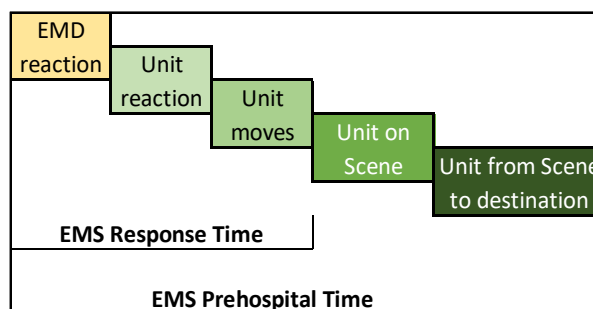 EMD
reaction
Unit
reaction
Unit
moves
Unit on
Scene
Unit from Scene
to destination
EMS Response Time
EMS Prehospital Time